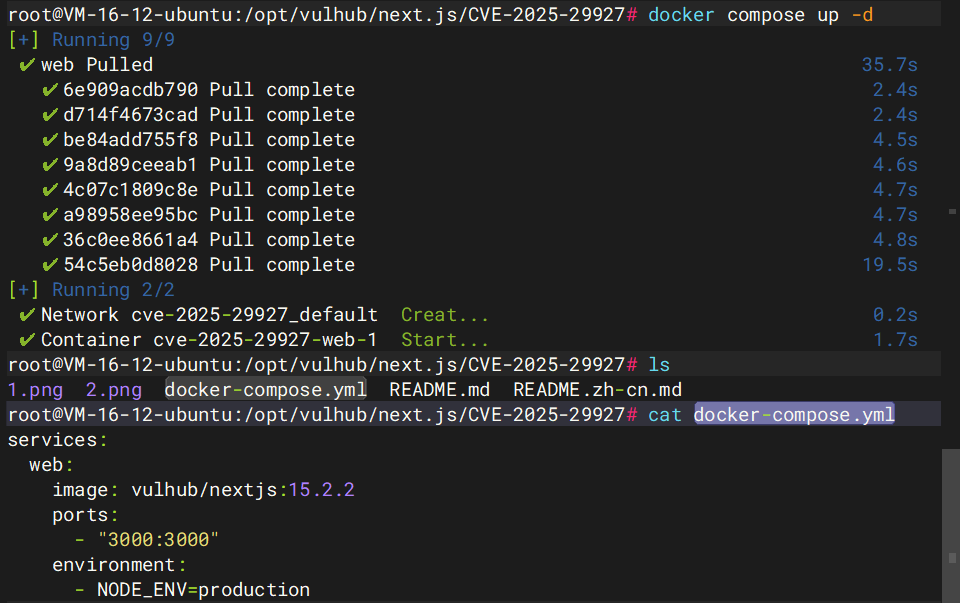 root@VM-16-12-ubuntu:/opt/vulhub/next.js/CVE-2025-29927# docker compose up -d
[+] Running 9/9
✔ web Pulled 35.7s
✔ 6e909acdb790 Pull complete 2.4s
✔ d714f4673cad Pull complete 2.4s
✔ be84add755f8 Pull complete 4.5s
✔ 9a8d89ceeab1 Pull complete 4.6s
✔ 4c07c1809c8e Pull complete 4.7s
✔ a98958ee95bc Pull complete 4.7s
✔ 36c0ee8661a4 Pull complete 4.8s
✔ 54c5eb0d8028 Pull complete 19.5s
[+] Running 2/2
✔ Network cve-2025-29927_default Creat... 0.2s
✔ Container cve-2025-29927-web-1 Start... 1.7s
root@VM-16-12-ubuntu:/opt/vulhub/next.js/CVE-2025-29927# ls
1.png 2.png docker-compose.yml README.md README.zh-cn.md
root@VM-16-12-ubuntu:/opt/vulhub/next.js/CVE-2025-29927# cat docker-compose.yml
services:
  web:
    image: vulhub/nextjs:15.2.2
    ports:
      - "3000:3000"
    environment:
      - NODE_ENV=production